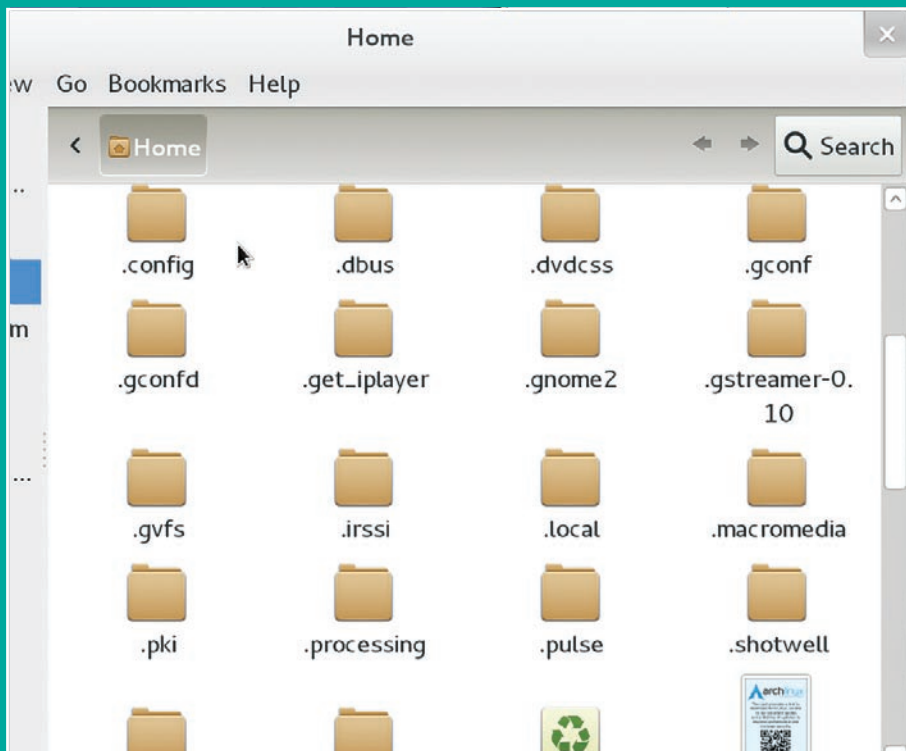 Home
ew Go Bookmarks Help
Home Search
..
.config .dbus .dvdcss .gconf
m
.gconfd .get_iplayer .gnome2 .gstreamer-0.
10
...
.gvfs .irssi .local .macromedia
.pki .processing .pulse .shotwell
archlinux